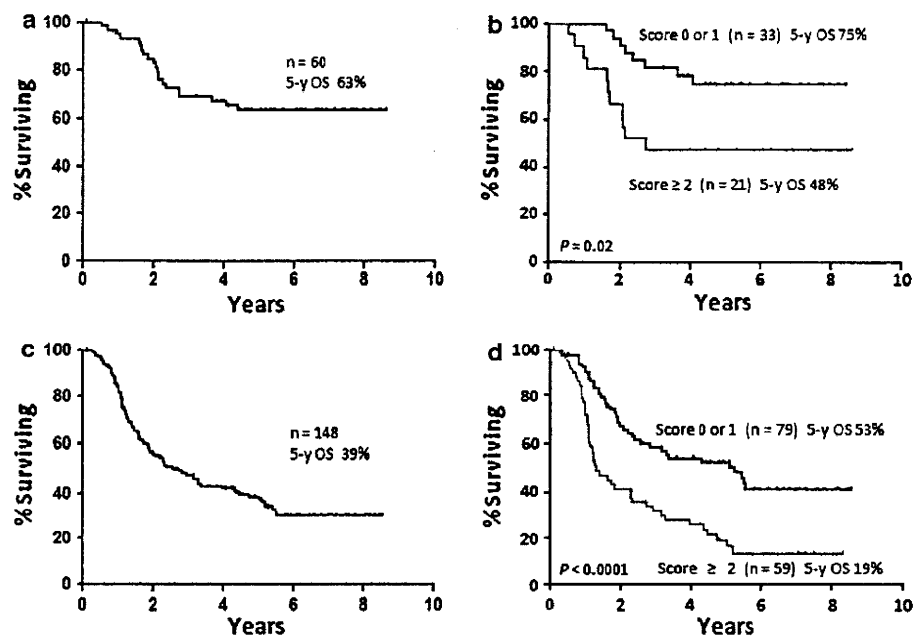 a
100
80
60
40
20
0
%Surviving
n = 60
5-y OS 63%
0 2 4 6 8 10
Years
b
100
80
60
40
20
0
%Surviving
Score 0 or 1 (n = 33) 5-y OS 75%
Score ≥ 2 (n = 21) 5-y OS 48%
P = 0.02
0 2 4 6 8 10
Years
c
100
80
60
40
30
0
%Surviving
n = 148
5-y OS 39%
0 2 4 6 8 10
Years
d
100
80
60
40
20
0
%Surviving
Score 0 or 1 (n = 79) 5-y OS 53%
Score ≥ 2 (n = 59) 5-y OS 19%
P < 0.0001
0 2 4 6 8 10
Years